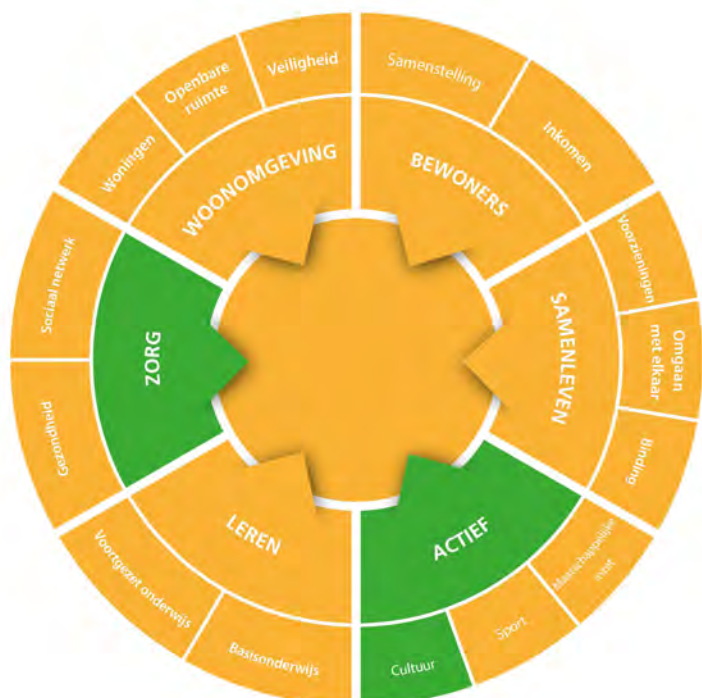 Veiligheid
Openbare
ruimte
Woningen
WOONOMGEVING
Samenstelling
Inkomen
BEWONERS
Voorzieningen
Omgaan
met elkaar
Binding
SAMENLEVEN
Maatschappelijke
inzet
Sport
Cultuur
ACTIEF
Basisonderwijs
Voortgezet onderwijs
LEREN
Gezondheid
Sociaal netwerk
ZORG